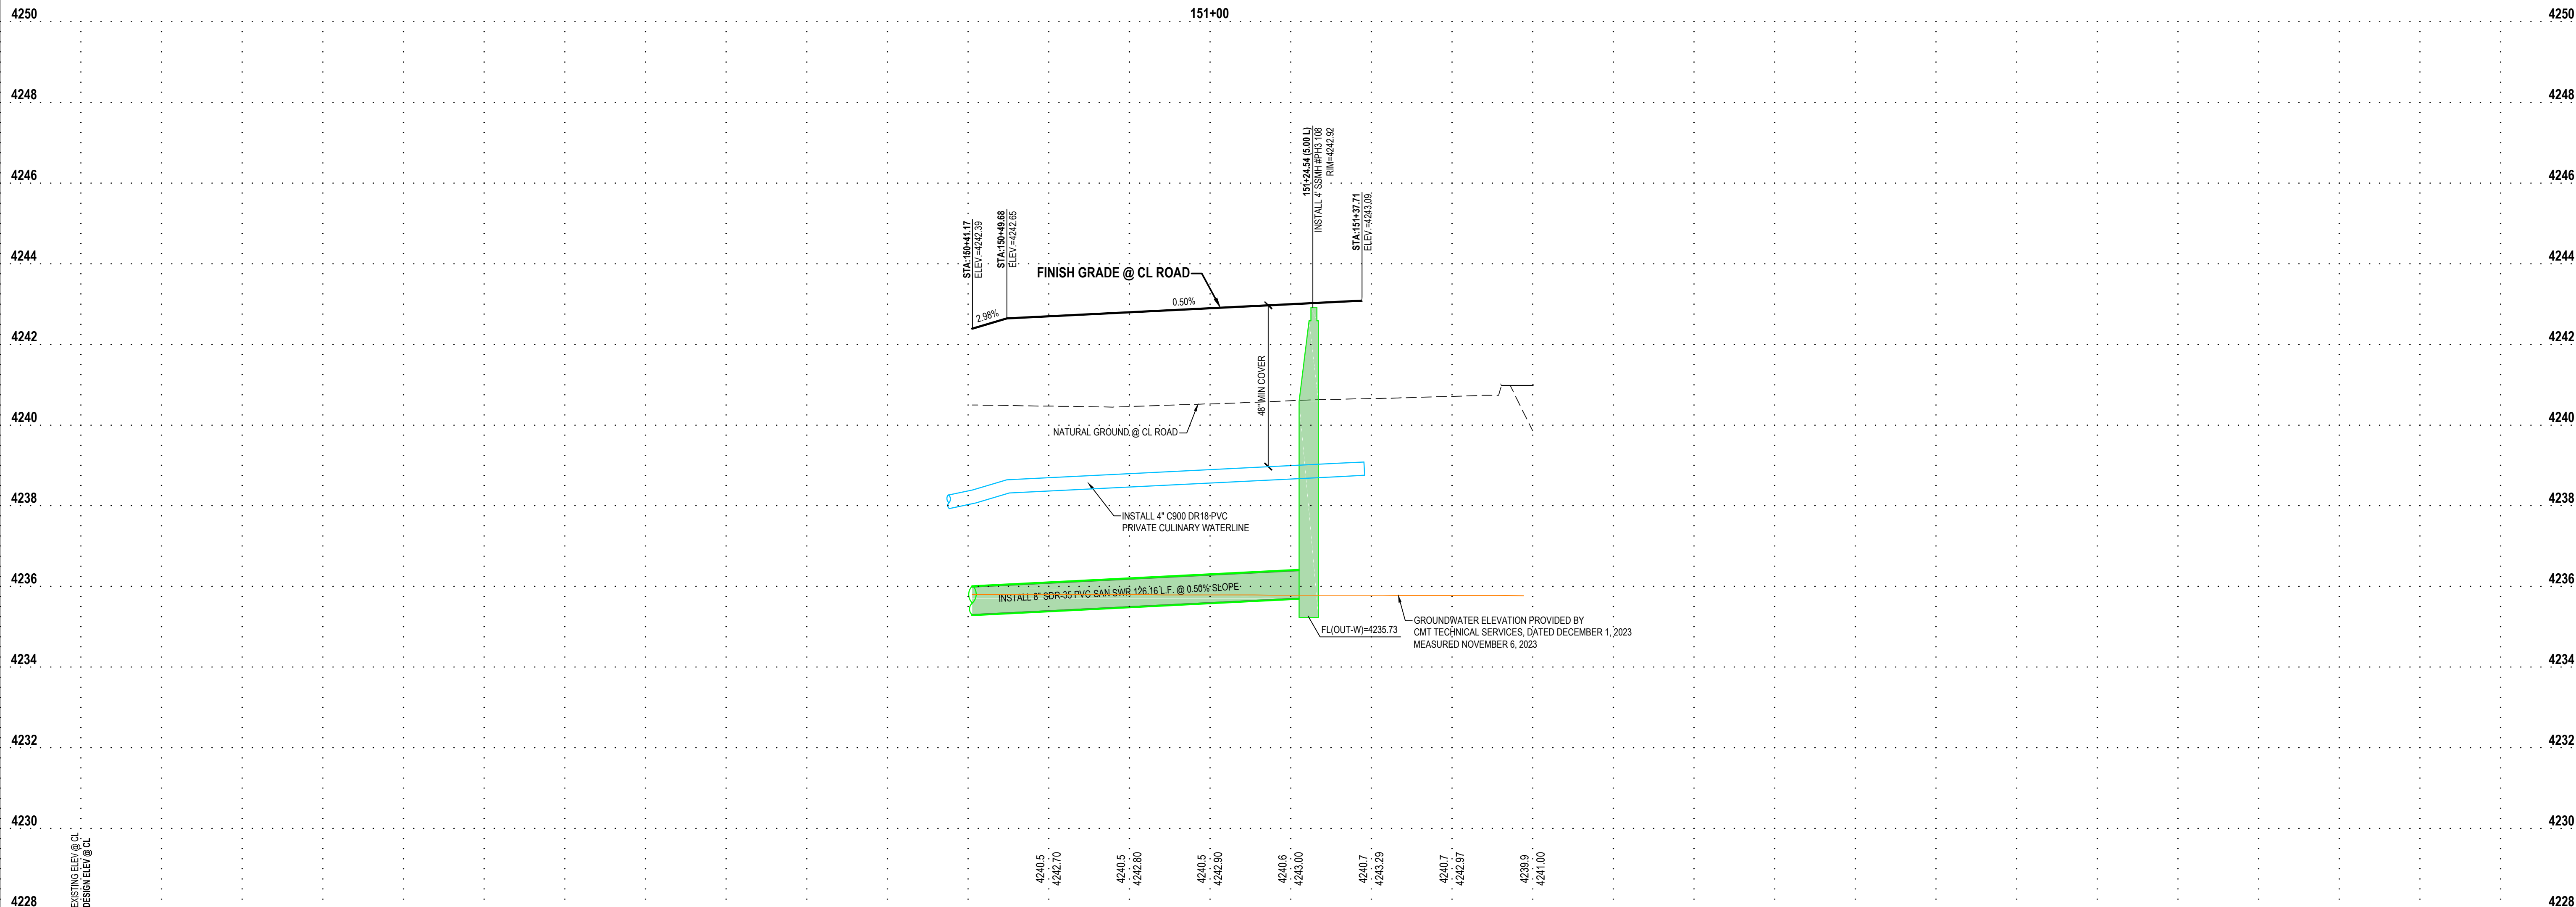 4250
151+00
4250
4248
4248
151+24.54 (5.00 L)
INSTALL 4' SSMH #PH3 108
RIM=4242.92
4246
4246
STA:150+41.17
ELEV.=4242.39
STA:150+49.68
ELEV.=4242.65
STA:151+37.71
ELEV.=4243.09
4244
4244
FINISH GRADE @ CL ROAD
2.98%
0.50%
4242
4242
48" MIN COVER
4240
4240
NATURAL GROUND @ CL ROAD
4238
4238
INSTALL 4" C900 DR18 PVC
PRIVATE CULINARY WATERLINE
4236
4236
INSTALL 8" SDR-35 PVC SAN SWR 126.16 L.F. @ 0.50% SLOPE
FL(OUT-W)=4235.73
GROUNDWATER ELEVATION PROVIDED BY
CMT TECHNICAL SERVICES, DATED DECEMBER 1, 2023
MEASURED NOVEMBER 6, 2023
4234
4234
4232
4232
4230
4230
EXISTING ELEV @ CL
DESIGN ELEV @ CL
4240.5
4242.70
4240.5
4242.80
4240.5
4242.90
4240.6
4243.00
4240.7
4243.29
4240.7
4242.97
4239.9
4241.00
4228
4228